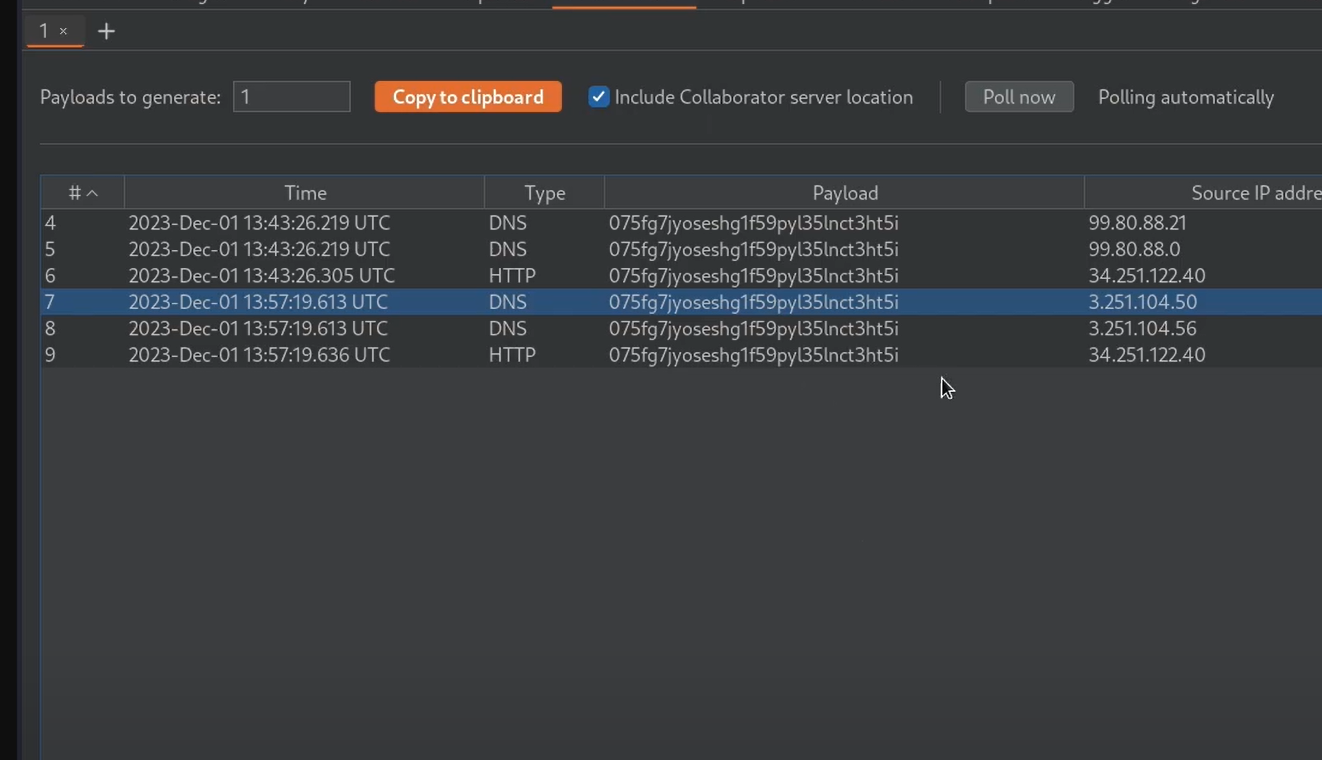 1 × +
Payloads to generate: 1 Copy to clipboard Include Collaborator server location Poll now Polling automatically
# Time Type Payload Source IP addre
4 2023-Dec-01 13:43:26.219 UTC DNS 075fg7jyoseshg1f59pyl35lnct3ht5i 99.80.88.21
5 2023-Dec-01 13:43:26.219 UTC DNS 075fg7jyoseshg1f59pyl35lnct3ht5i 99.80.88.0
6 2023-Dec-01 13:43:26.305 UTC HTTP 075fg7jyoseshg1f59pyl35lnct3ht5i 34.251.122.40
7 2023-Dec-01 13:57:19.613 UTC DNS 075fg7jyoseshg1f59pyl35lnct3ht5i 3.251.104.50
8 2023-Dec-01 13:57:19.613 UTC DNS 075fg7jyoseshg1f59pyl35lnct3ht5i 3.251.104.56
9 2023-Dec-01 13:57:19.636 UTC HTTP 075fg7jyoseshg1f59pyl35lnct3ht5i 34.251.122.40